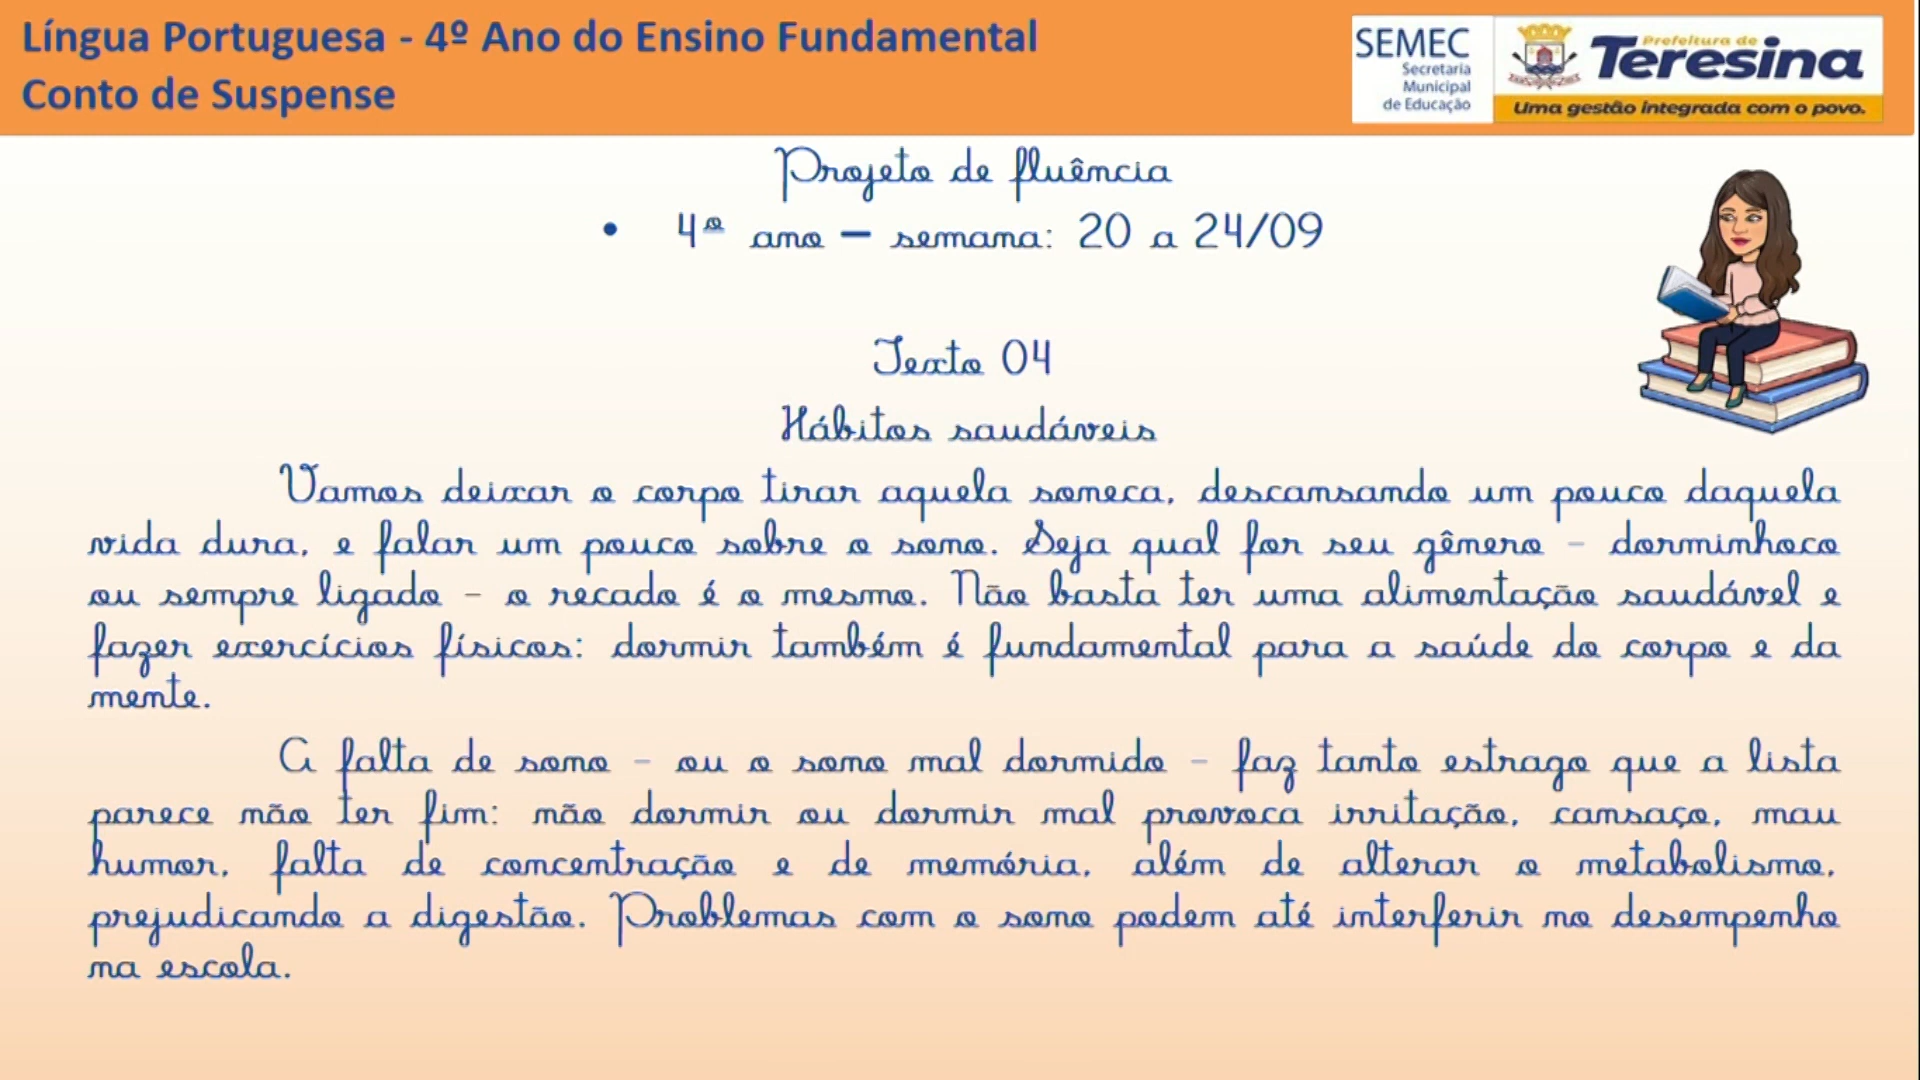 Língua Portuguesa - 4º Ano do Ensino Fundamental
Conto de Suspense
SEMEC
Secretaria
Municipal
de Educação
Prefeitura de
Teresina
Uma gestão integrada com o povo.
Projeto de fluência
• 4º ano – semana: 20 a 24/09
Texto 04
Hábitos saudáveis
Vamos deixar o corpo tirar aquela soneca, descansando um pouco daquela
vida dura, e falar um pouco sobre o sono. Seja qual for seu gênero – dorminhoco
ou sempre ligado – o recado é o mesmo. Não basta ter uma alimentação saudável e
fazer exercícios físicos: dormir também é fundamental para a saúde do corpo e da
mente.
A falta de sono – ou o sono mal dormido – faz tanto estrago que a lista
parece não ter fim: não dormir ou dormir mal provoca irritação, cansaço, mau
humor, falta de concentração e de memória, além de alterar o metabolismo,
prejudicando a digestão. Problemas com o sono podem até interferir no desempenho
na escola.